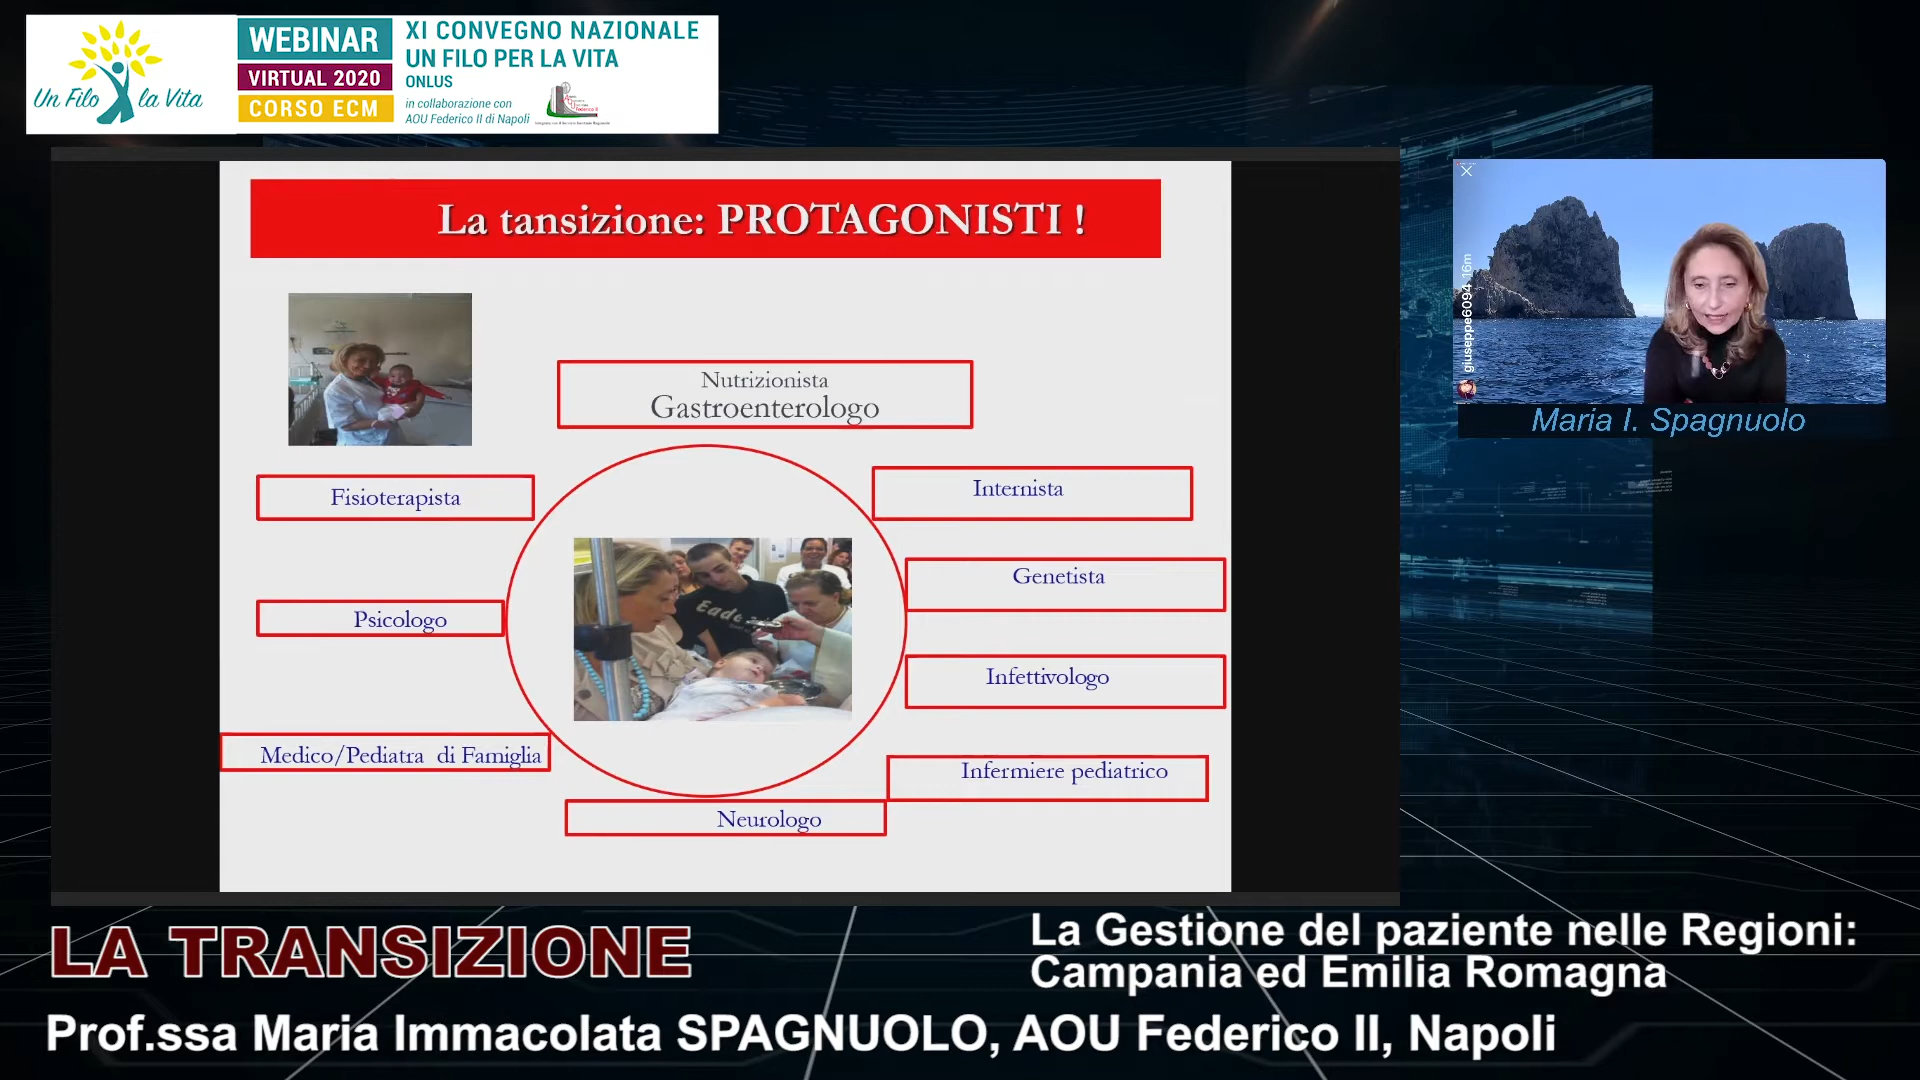 Un Filo la Vita
WEBINAR
VIRTUAL 2020
CORSO ECM
XI CONVEGNO NAZIONALE
UN FILO PER LA VITA
ONLUS
in collaborazione con
AOU Federico II di Napoli
La tansizione: PROTAGONISTI !
Nutrizionista
Gastroenterologo
Fisioterapista
Internista
Genetista
Psicologo
Infettivologo
Medico/Pediatra di Famiglia
Infermiere pediatrico
Neurologo
giuseppe6094 16m
Maria I. Spagnuolo
LA TRANSIZIONE
La Gestione del paziente nelle Regioni:
Campania ed Emilia Romagna
Prof.ssa Maria Immacolata SPAGNUOLO, AOU Federico II, Napoli